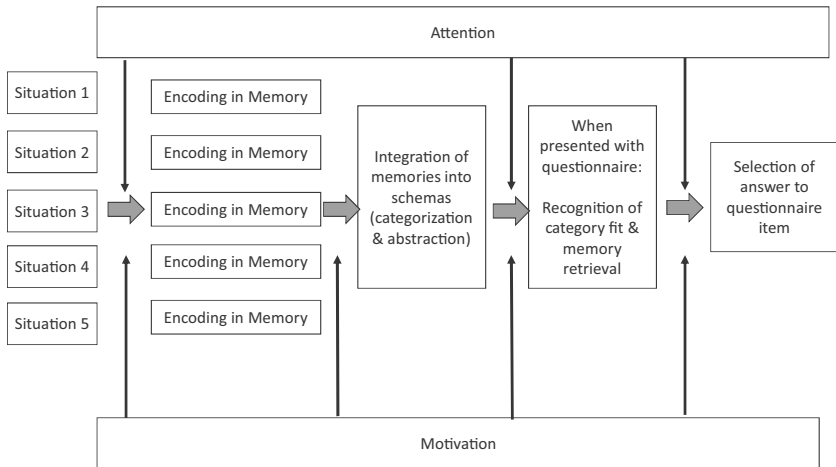 Attention
Situation 1
Situation 2
Situation 3
Situation 4
Situation 5
Encoding in Memory
Encoding in Memory
Encoding in Memory
Encoding in Memory
Encoding in Memory
Integration of
memories into
schemas
(categorization
& abstraction)
When
presented with
questionnaire:
Recognition of
category fit &
memory
retrieval
Selection of
answer to
questionnaire
item
Motivation